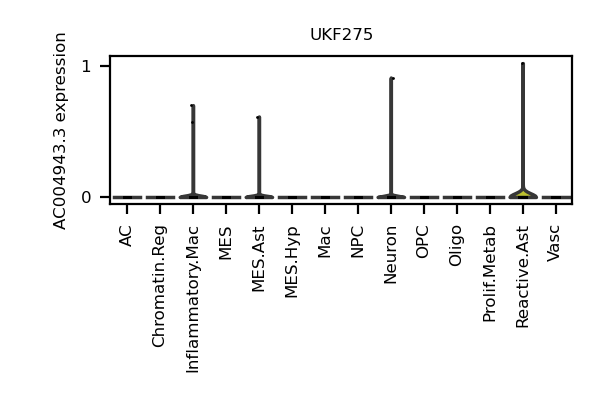 UKF275
AC004943.3 expression
1
0
AC
Chromatin.Reg
Inflammatory.Mac
MES
MES.Ast
MES.Hyp
Mac
NPC
Neuron
OPC
Oligo
Prolif.Metab
Reactive.Ast
Vasc